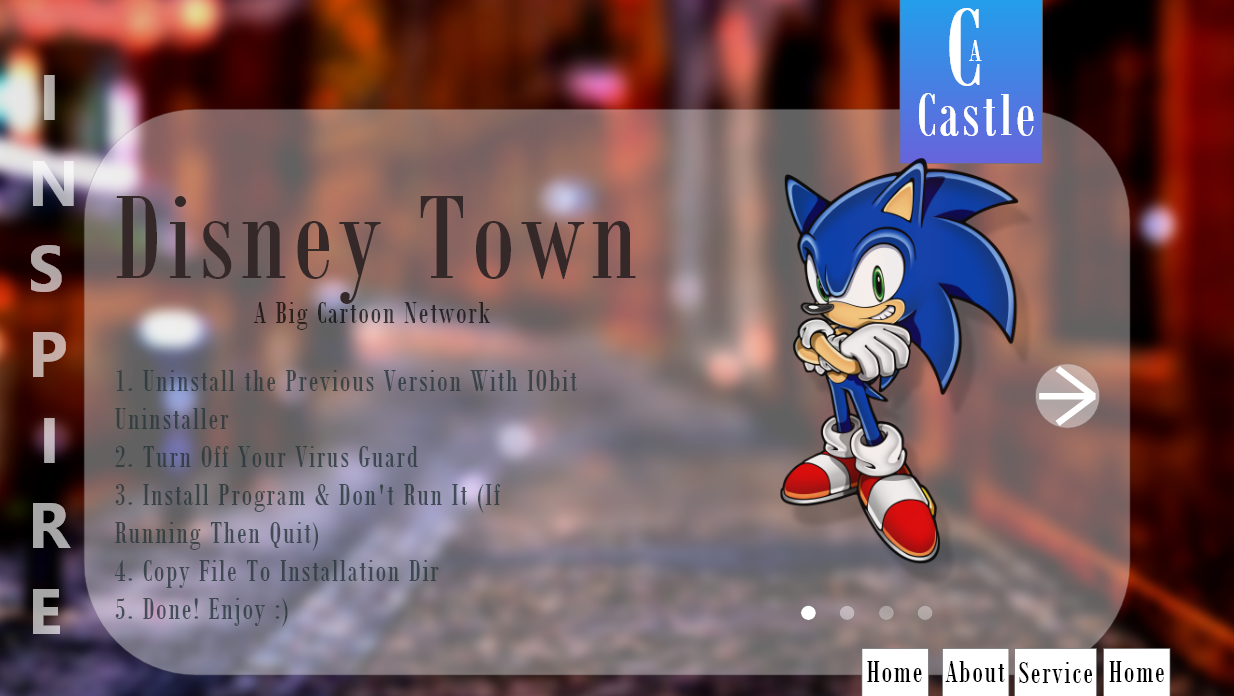 C
A
Castle
INSPIRE
Disney Town
A Big Cartoon Network
1. Uninstall the Previous Version With IObit
Uninstaller
2. Turn Off Your Virus Guard
3. Install Program & Don't Run It (If
Running Then Quit)
4. Copy File To Installation Dir
5. Done! Enjoy :)
Home About Service Home